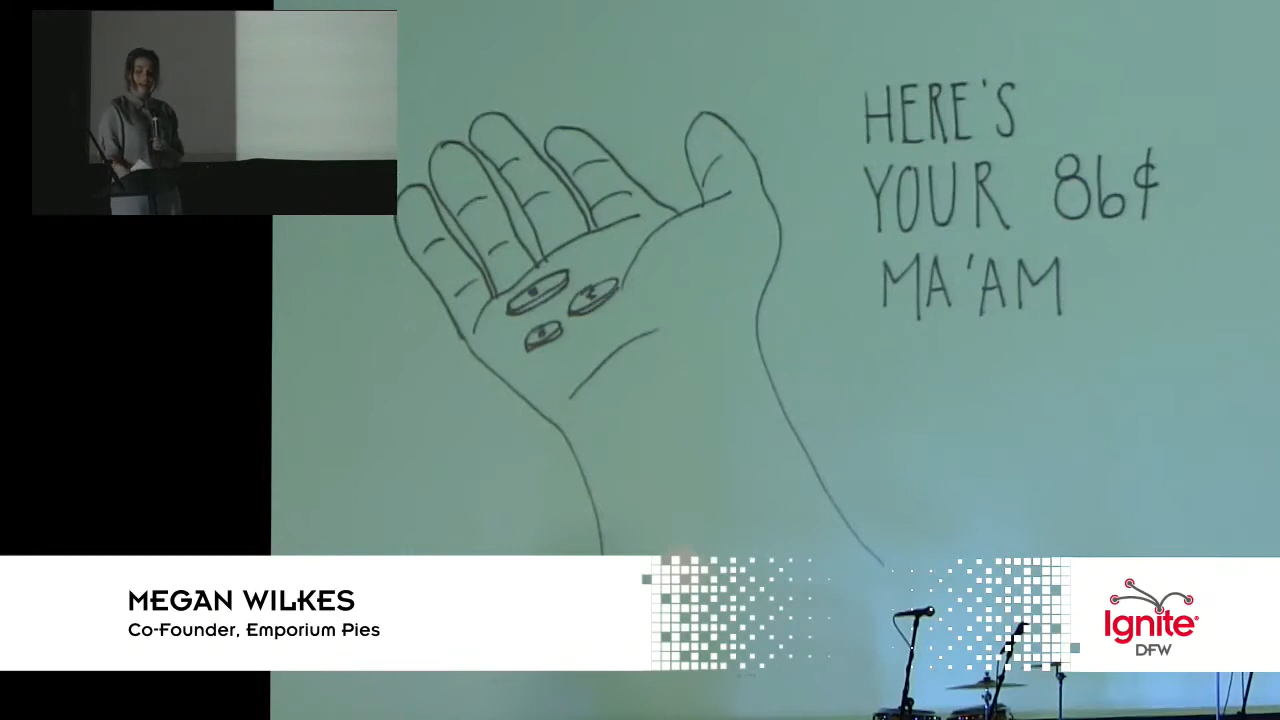 HERE'S
YOUR 86¢
MA'AM
MEGAN WILKES
Co-Founder, Emporium Pies
Ignite
DFW